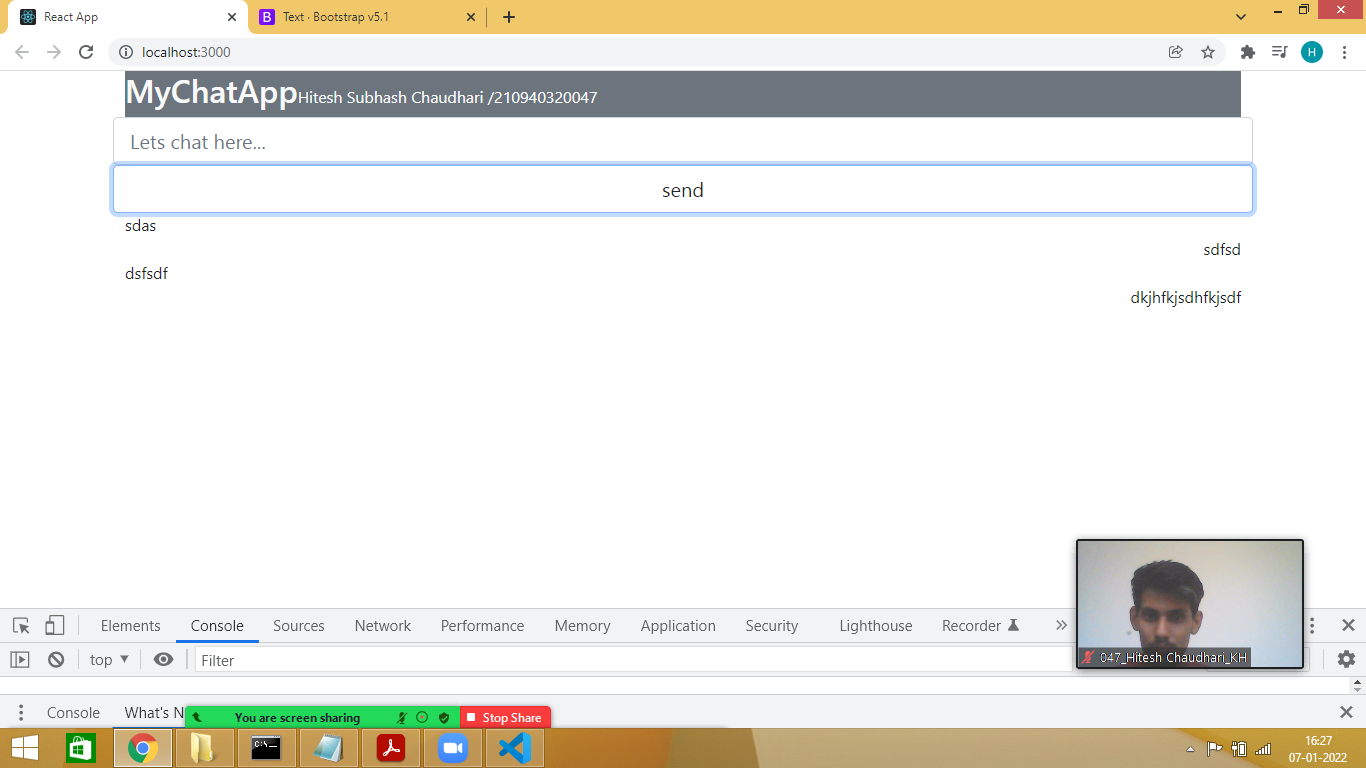 React App
Text · Bootstrap v5.1
localhost:3000
H
MyChatApp Hitesh Subhash Chaudhari /210940320047
Lets chat here...
send
sdas
sdfsd
dsfsdf
dkjhfkjsdhfkjsdf
Elements Console Sources Network Performance Memory Application Security Lighthouse Recorder
top Filter
047_Hitesh Chaudhari_KH
Console What's N
You are screen sharing Stop Share
16:27
07-01-2022